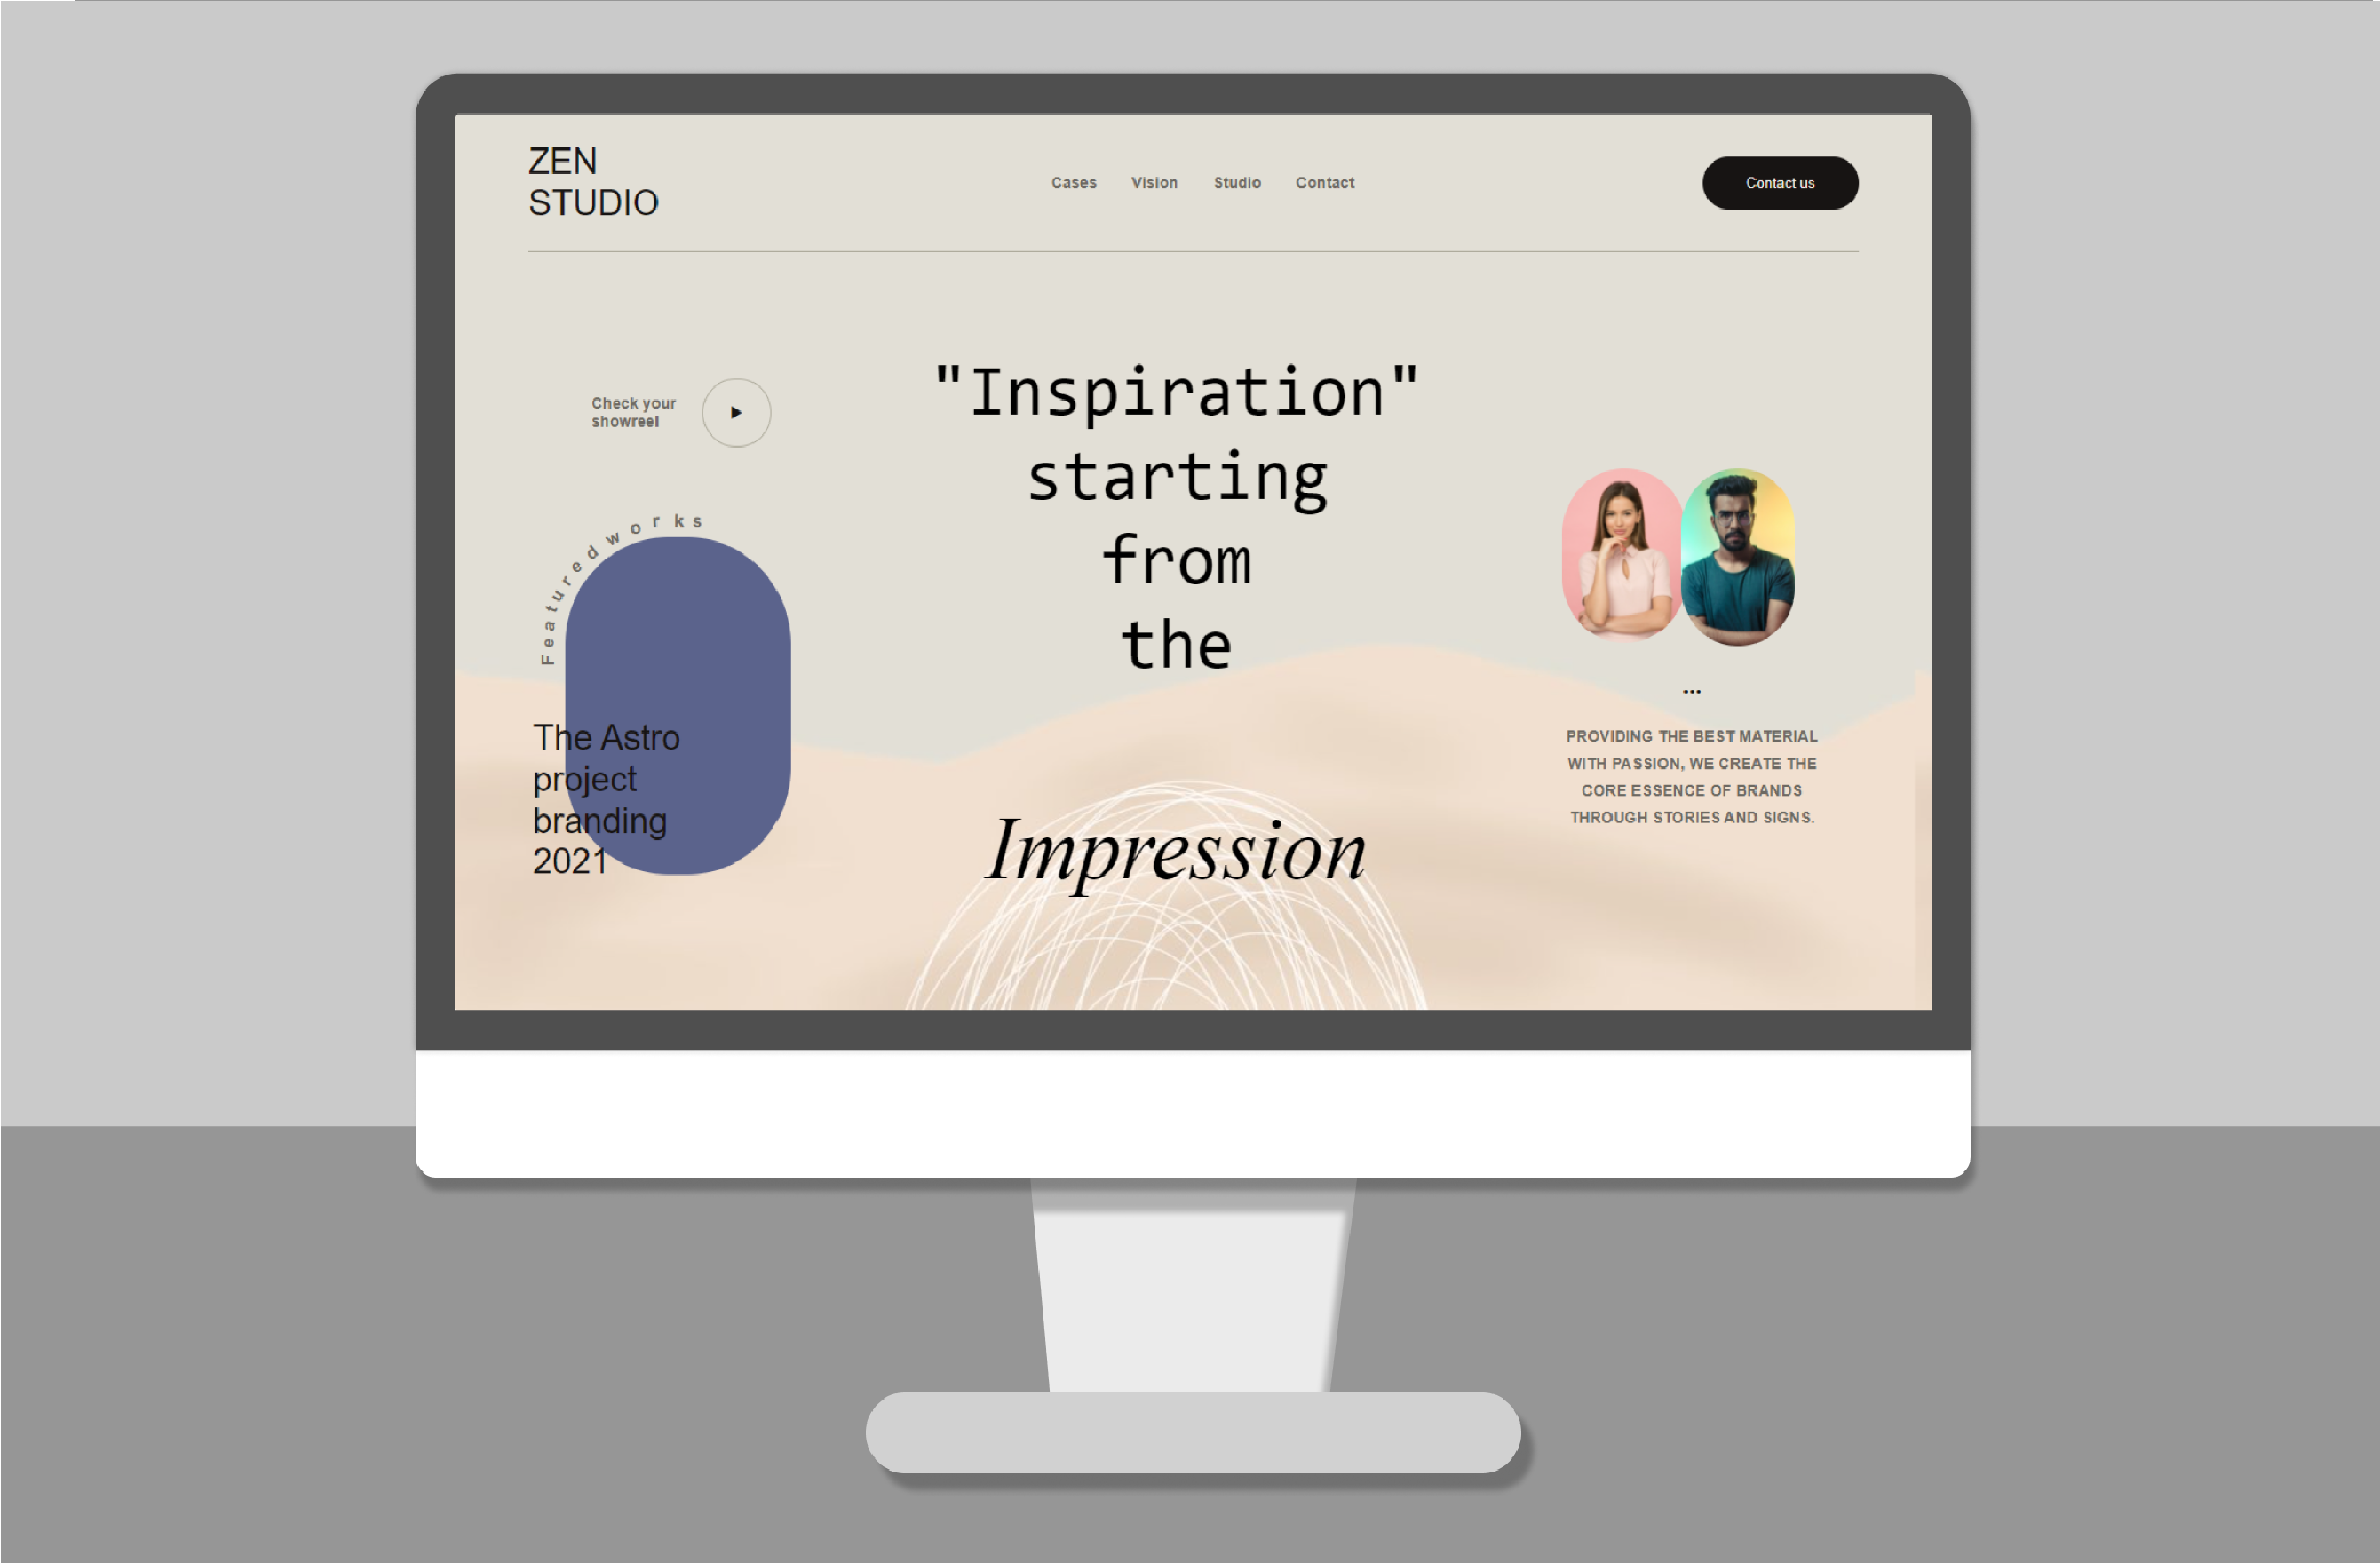 ZEN
STUDIO
Cases Vision Studio Contact
Contact us
Check your
showreel
Featured works
The Astro
project
branding
2021
"Inspiration"
starting
from
the
Impression
...
PROVIDING THE BEST MATERIAL
WITH PASSION, WE CREATE THE
CORE ESSENCE OF BRANDS
THROUGH STORIES AND SIGNS.